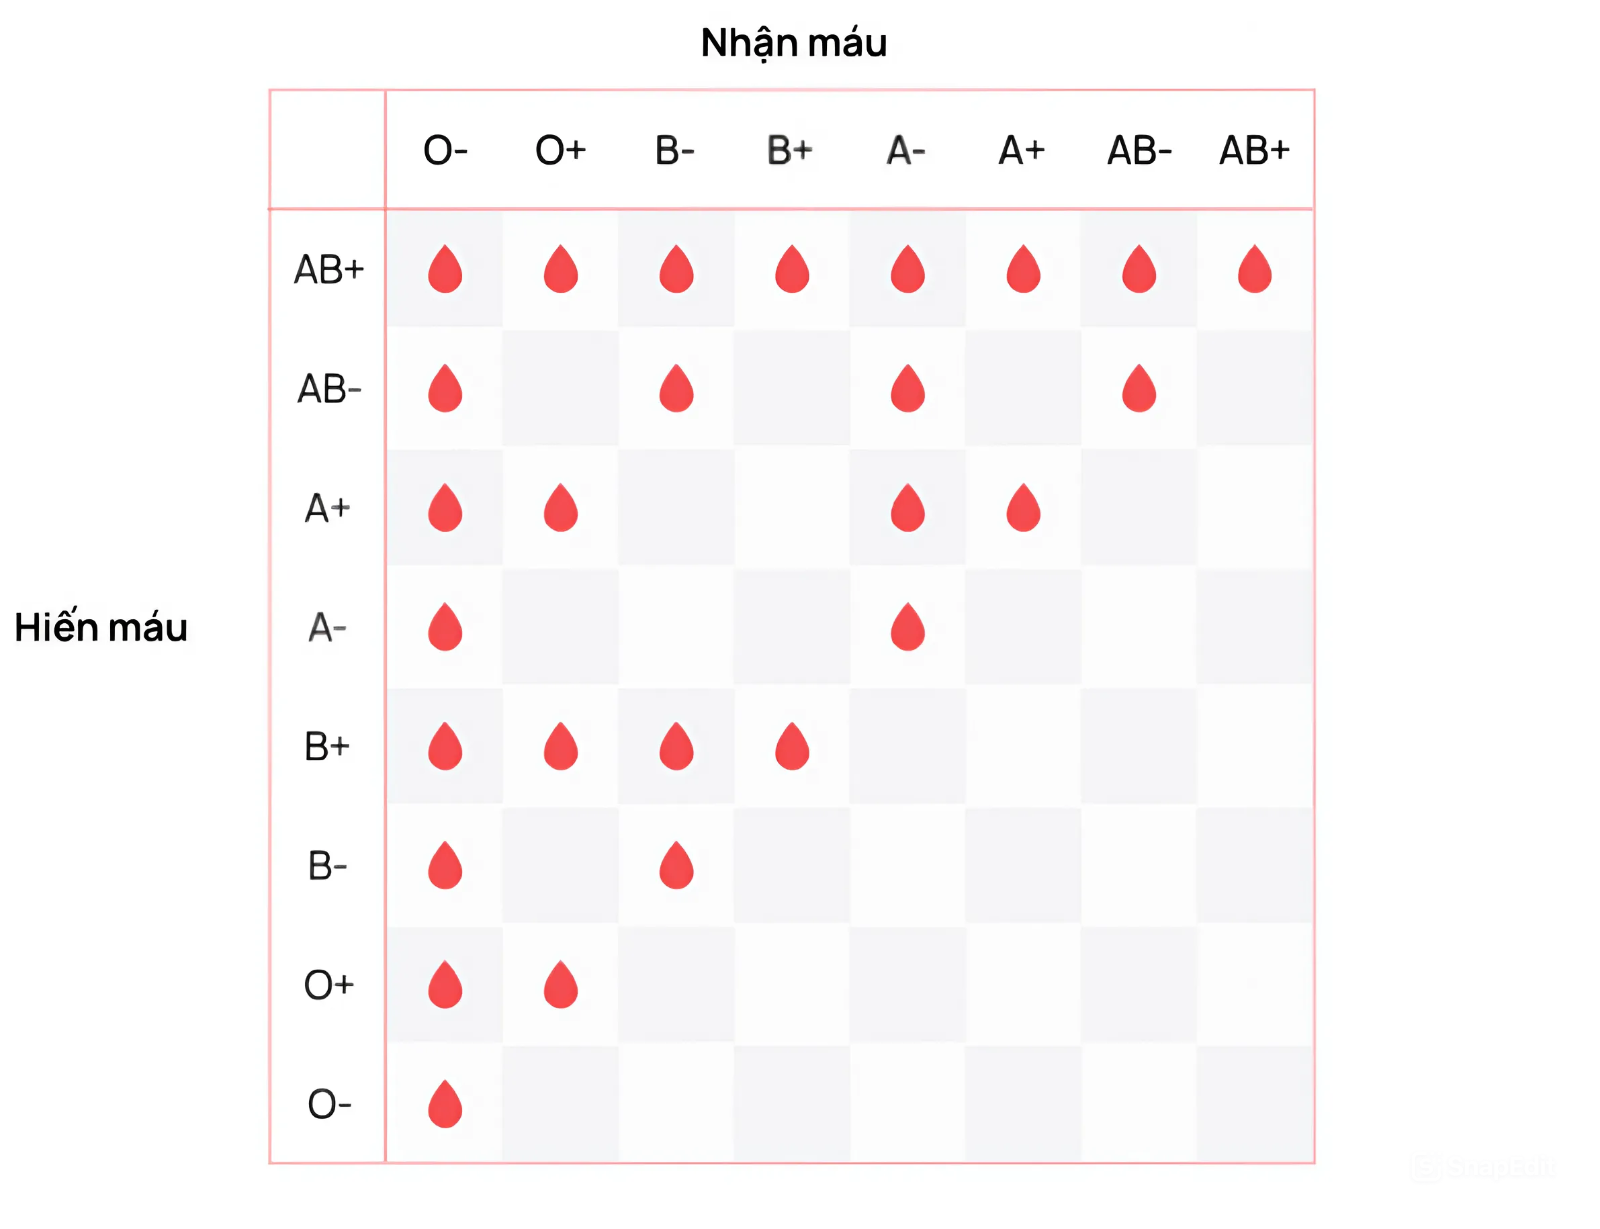 Nhận máu
O- O+ B- B+ A- A+ AB- AB+
AB+
AB-
A+
Hiến máu
A-
B+
B-
O+
O-